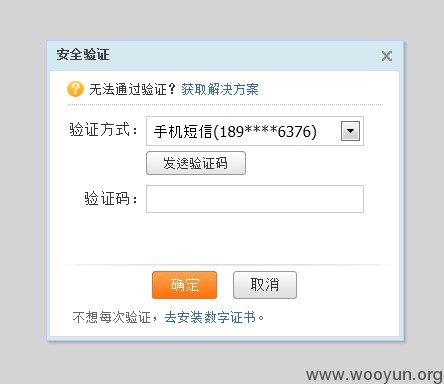 安全验证
无法通过验证？获取解决方案
验证方式：手机短信(189****6376)
发送验证码
验证码：
确定 取消
不想每次验证，去安装数字证书。
www.wooyun.org